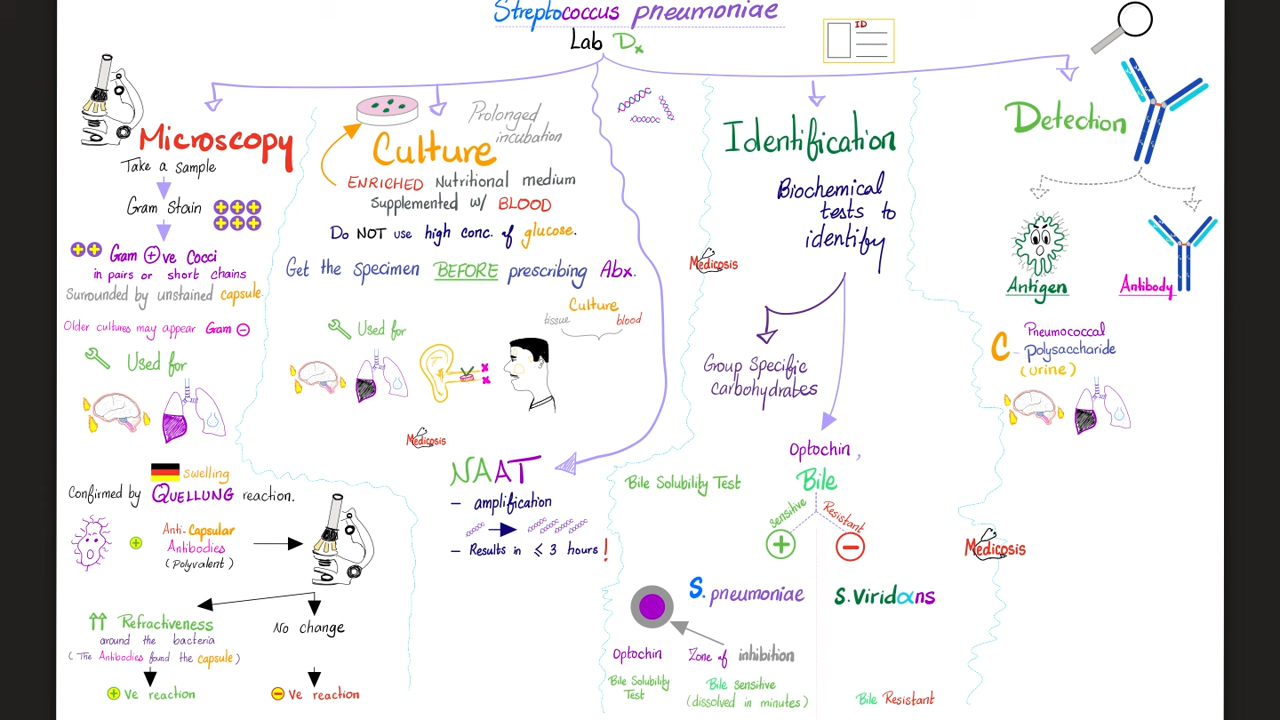 Streptococcus pneumoniae
Lab Dx
ID
Microscopy
Take a sample
Gram Stain
Gram +ve Cocci
in pairs or short chains
Surrounded by unstained capsule.
Older cultures may appear Gram -
Used for
swelling
Confirmed by QUELLUNG reaction.
Anti-Capsular
Antibodies
(Polyvalent)
Refractiveness
around the bacteria
(The Antibodies found the capsule)
+ Ve reaction
No change
- Ve reaction
Prolonged
incubation
Culture
ENRICHED Nutritional medium
Supplemented w/ BLOOD
Do NOT use high conc. of glucose.
Get the specimen BEFORE prescribing Abx.
Culture
tissue blood
Used for
Medicosis
NAAT
- amplification
- Results in ≤ 3 hours !
Identification
Biochemical
tests to
identify
Medicosis
Group Specific
Carbohydrates
Optochin,
Bile
Bile Solubility Test
Sensitive
Resistant
+
-
S. pneumoniae
S. Viridans
Optochin
Zone of inhibition
Bile Solubility
Test
Bile sensitive
(dissolved in minutes)
Bile Resistant
Detection
Antigen
Antibody
C - Pneumococcal
polysaccharide
(urine)
Medicosis